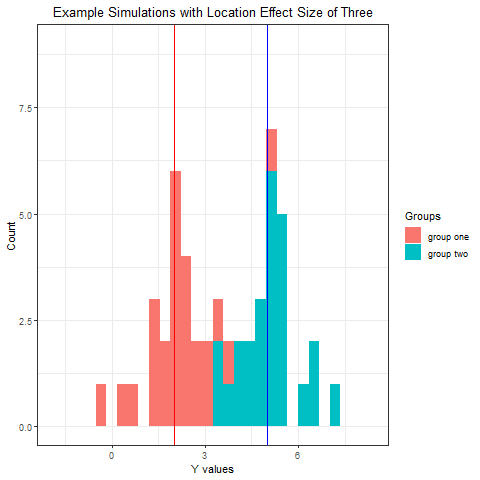 Example Simulations with Location Effect Size of Three
7.5
5.0
2.5
0.0
Count
0 3 6
Y values
Groups
group one
group two